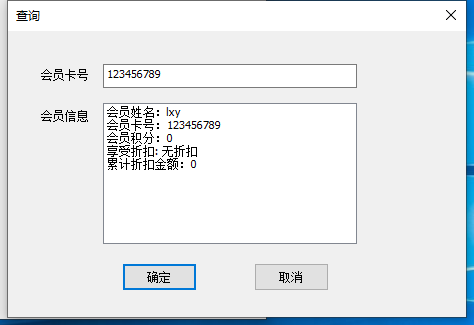 查询
会员卡号
123456789
会员信息
会员姓名：lxy
会员卡号：123456789
会员积分：0
享受折扣: 无折扣
累计折扣金额：0
确定
取消